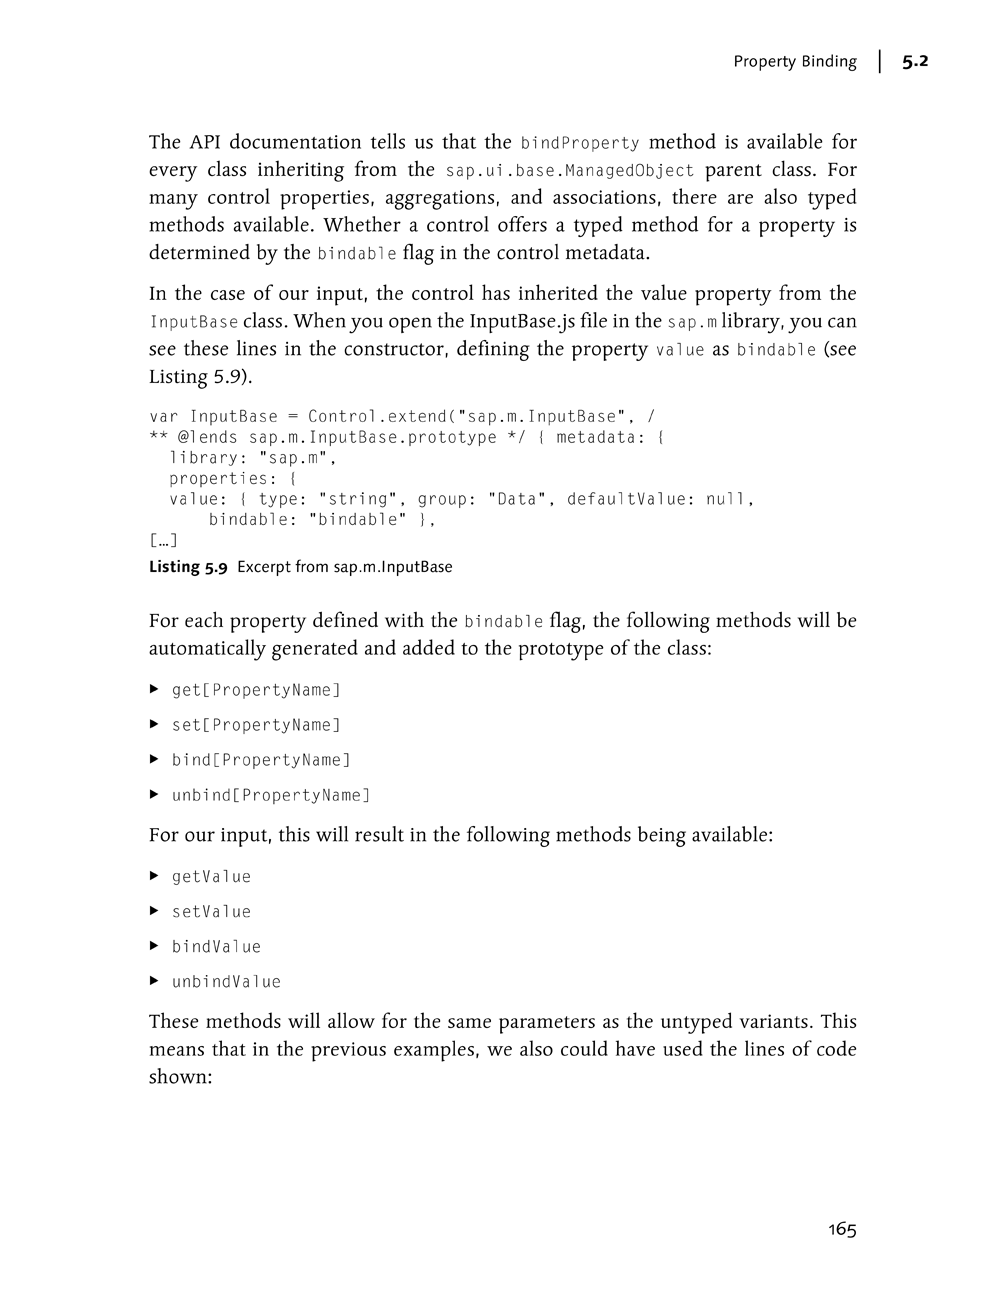 Property Binding | 5.2
The API documentation tells us that the bindProperty method is available for
every class inheriting from the sap.ui.base.ManagedObject parent class. For
many control properties, aggregations, and associations, there are also typed
methods available. Whether a control offers a typed method for a property is
determined by the bindable flag in the control metadata.
In the case of our input, the control has inherited the value property from the
InputBase class. When you open the InputBase.js file in the sap.m library, you can
see these lines in the constructor, defining the property value as bindable (see
Listing 5.9).
var InputBase = Control.extend("sap.m.InputBase", /
** @lends sap.m.InputBase.prototype */ { metadata: {
  library: "sap.m",
  properties: {
  value: { type: "string", group: "Data", defaultValue: null,
      bindable: "bindable" },
[…]
Listing 5.9 Excerpt from sap.m.InputBase
For each property defined with the bindable flag, the following methods will be
automatically generated and added to the prototype of the class:
▶ get[PropertyName]
▶ set[PropertyName]
▶ bind[PropertyName]
▶ unbind[PropertyName]
For our input, this will result in the following methods being available:
▶ getValue
▶ setValue
▶ bindValue
▶ unbindValue
These methods will allow for the same parameters as the untyped variants. This
means that in the previous examples, we also could have used the lines of code
shown:
165